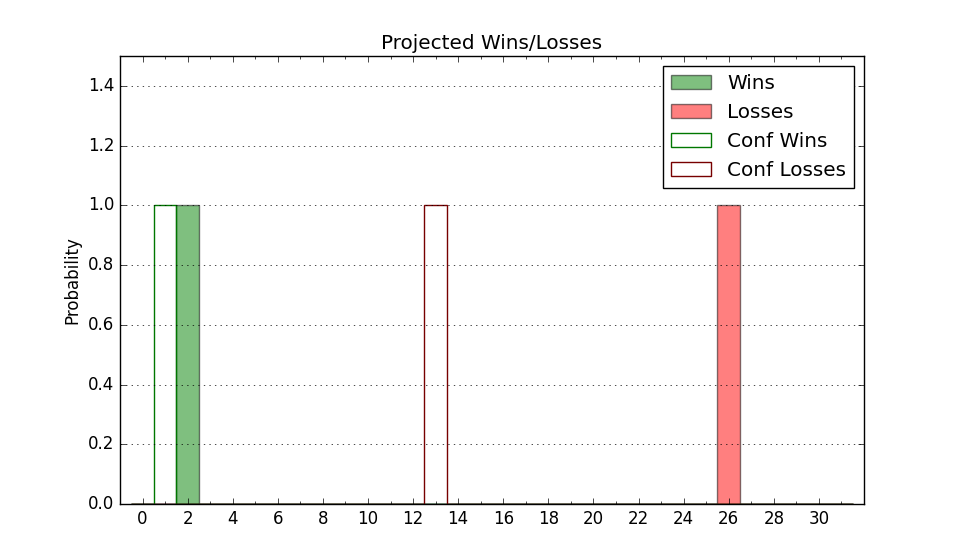 Projected Wins/Losses
1.4
1.2
1.0
0.8
0.6
0.4
0.2
0.0
Probability
Wins
Losses
Conf Wins
Conf Losses
0 2 4 6 8 10 12 14 16 18 20 22 24 26 28 30